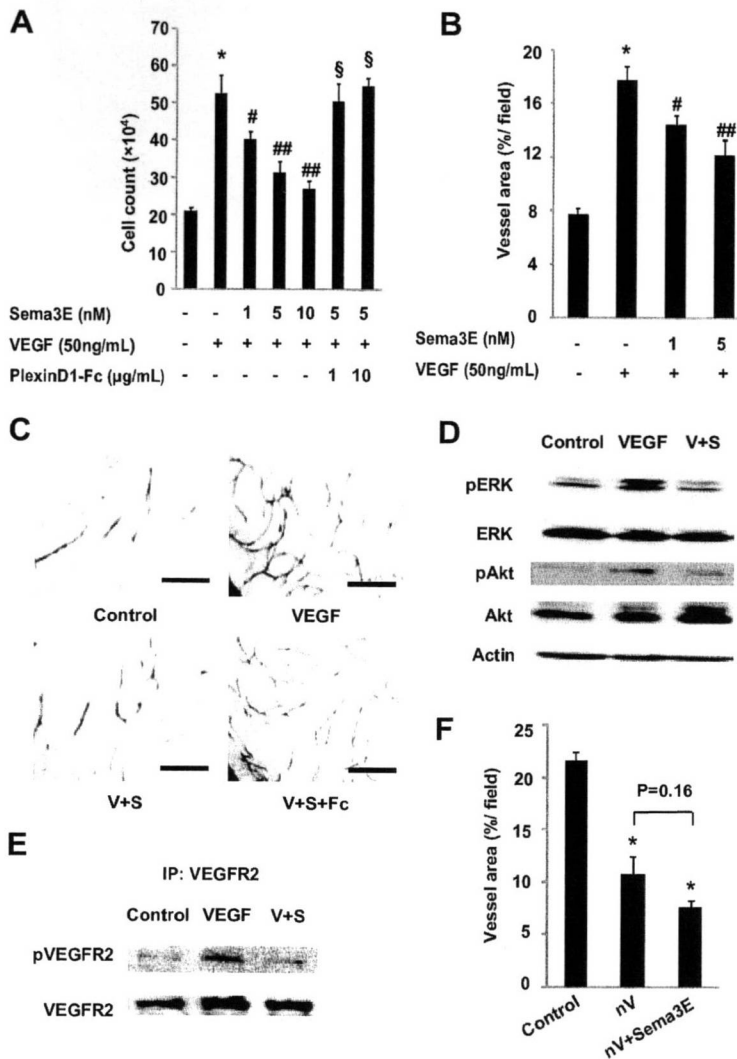 A
70
60
50
40
30
20
10
0
Cell count (×10⁴)
* # ## ## § §
Sema3E (nM) - - 1 5 10 5 5
VEGF (50ng/mL) - + + + + + +
PlexinD1-Fc (µg/mL) - - - - - 1 10
B
20
16
12
8
4
0
Vessel area (%/ field)
* # ##
Sema3E (nM) - - 1 5
VEGF (50ng/mL) - + + +
C
Control VEGF
V+S V+S+Fc
D
Control VEGF V+S
pERK
ERK
pAkt
Akt
Actin
E
IP: VEGFR2
Control VEGF V+S
pVEGFR2
VEGFR2
F
25
20
15
10
5
0
Vessel area (%/ field)
P=0.16
* *
Control nV nV+Sema3E